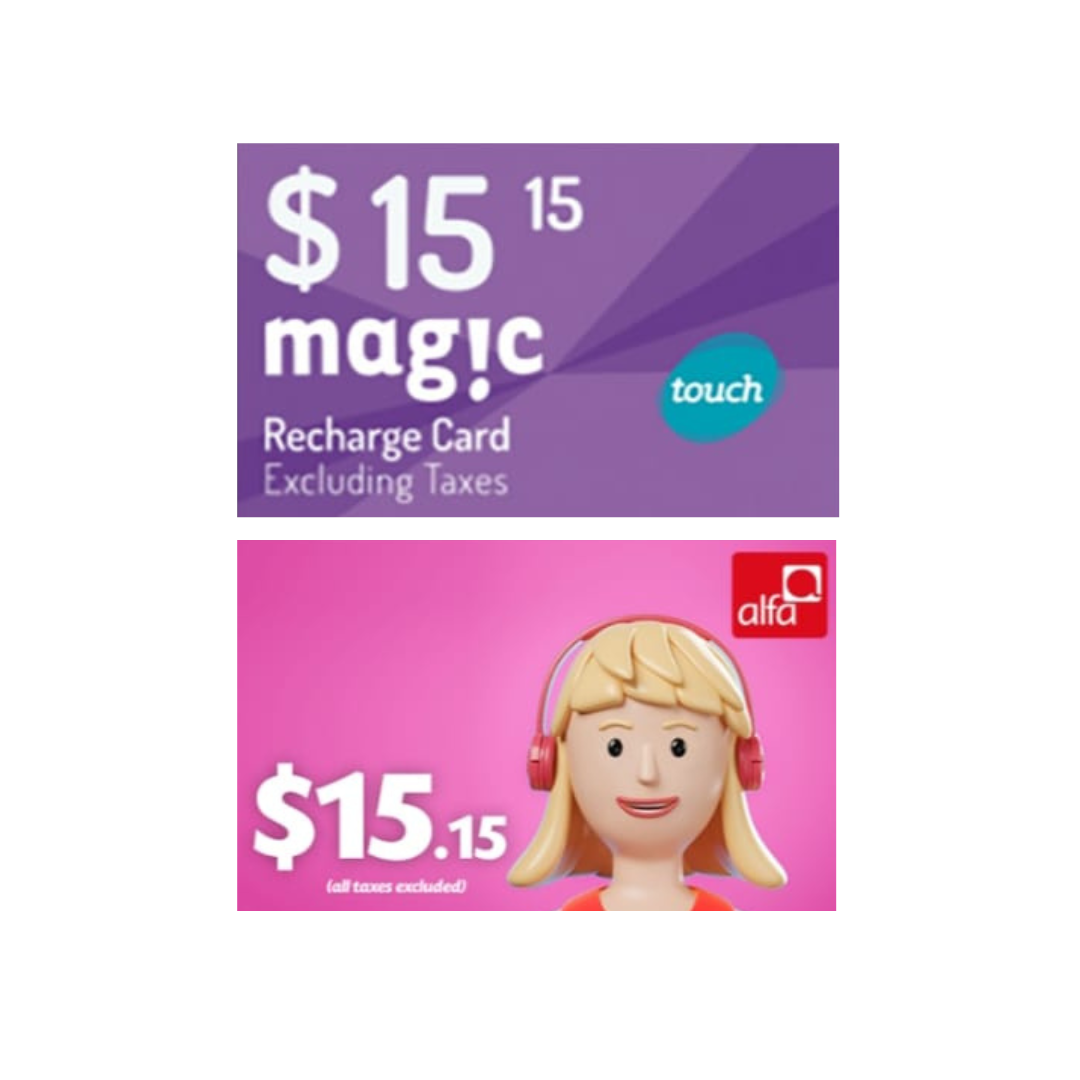 $ 15 15
mag!c
Recharge Card
Excluding Taxes
touch
alfa
$15.15
(all taxes excluded)